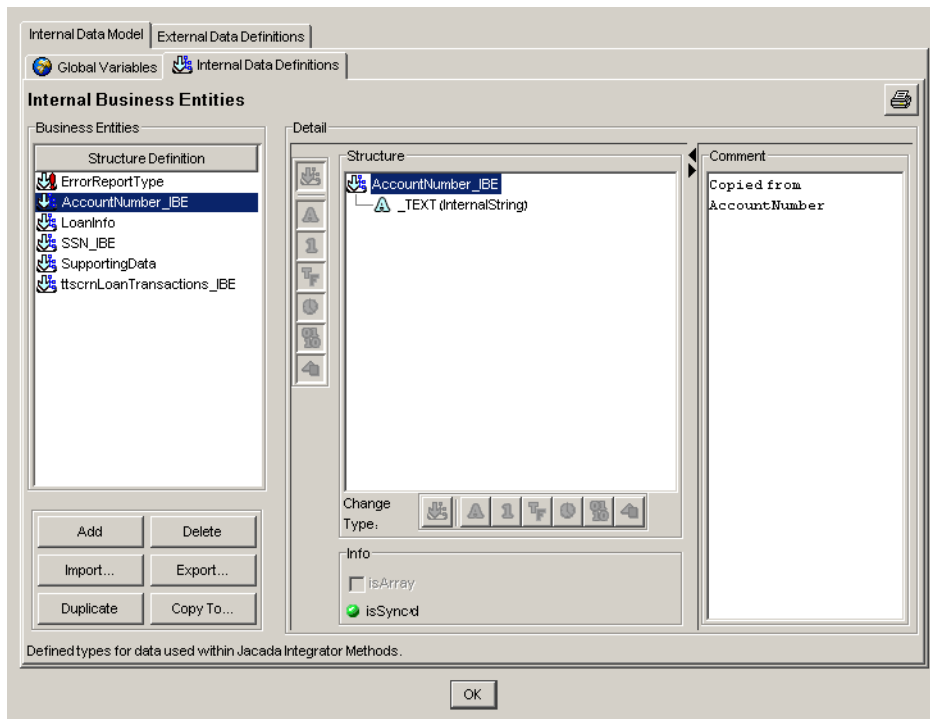 Internal Data Model External Data Definitions
Global Variables Internal Data Definitions
Internal Business Entities
Business Entities
Structure Definition
ErrorReportType
AccountNumber_IBE
LoanInfo
SSN_IBE
SupportingData
ttscrnLoanTransactions_IBE
Add Delete
Import... Export...
Duplicate Copy To...
Detail
Structure
AccountNumber_IBE
_TEXT (InternalString)
Change
Type:
Info
isArray
isSyncd
Comment
Copied from
AccountNumber
Defined types for data used within Jacada Integrator Methods.
OK